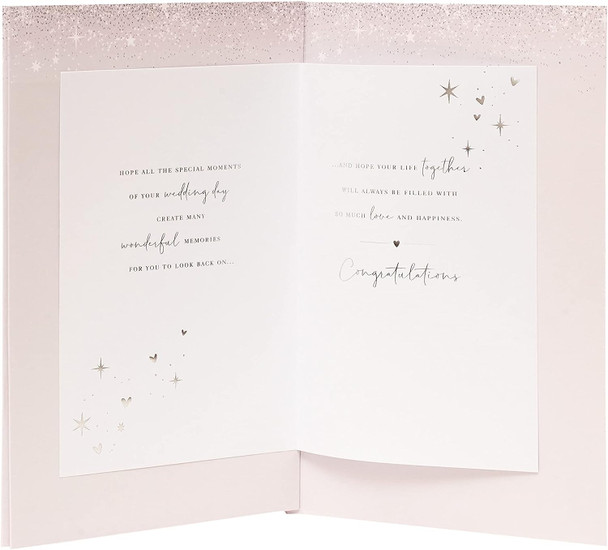 HOPE ALL THE SPECIAL MOMENTS
OF YOUR wedding day
CREATE MANY
wonderful MEMORIES
FOR YOU TO LOOK BACK ON...
...AND HOPE YOUR LIFE together
WILL ALWAYS BE FILLED WITH
SO MUCH love AND HAPPINESS.
Congratulations